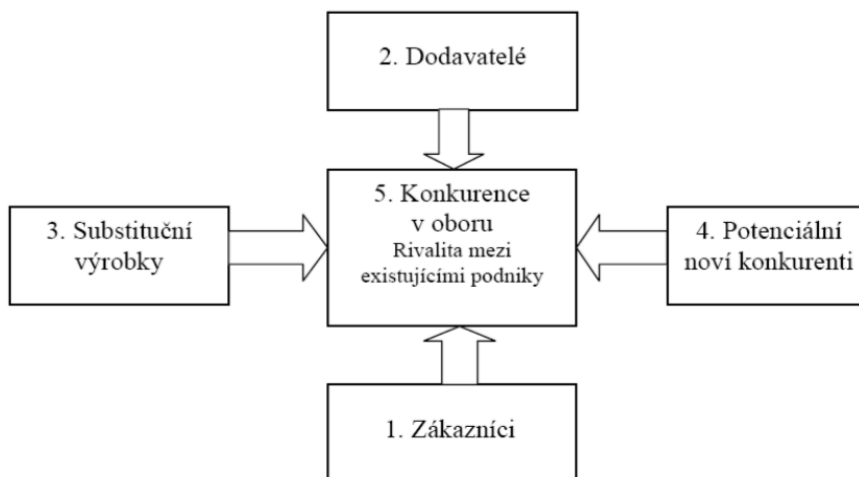 2. Dodavatelé
3. Substituční
výrobky
5. Konkurence
v oboru
Rivalita mezi
existujícími podniky
4. Potenciální
noví konkurenti
1. Zákazníci